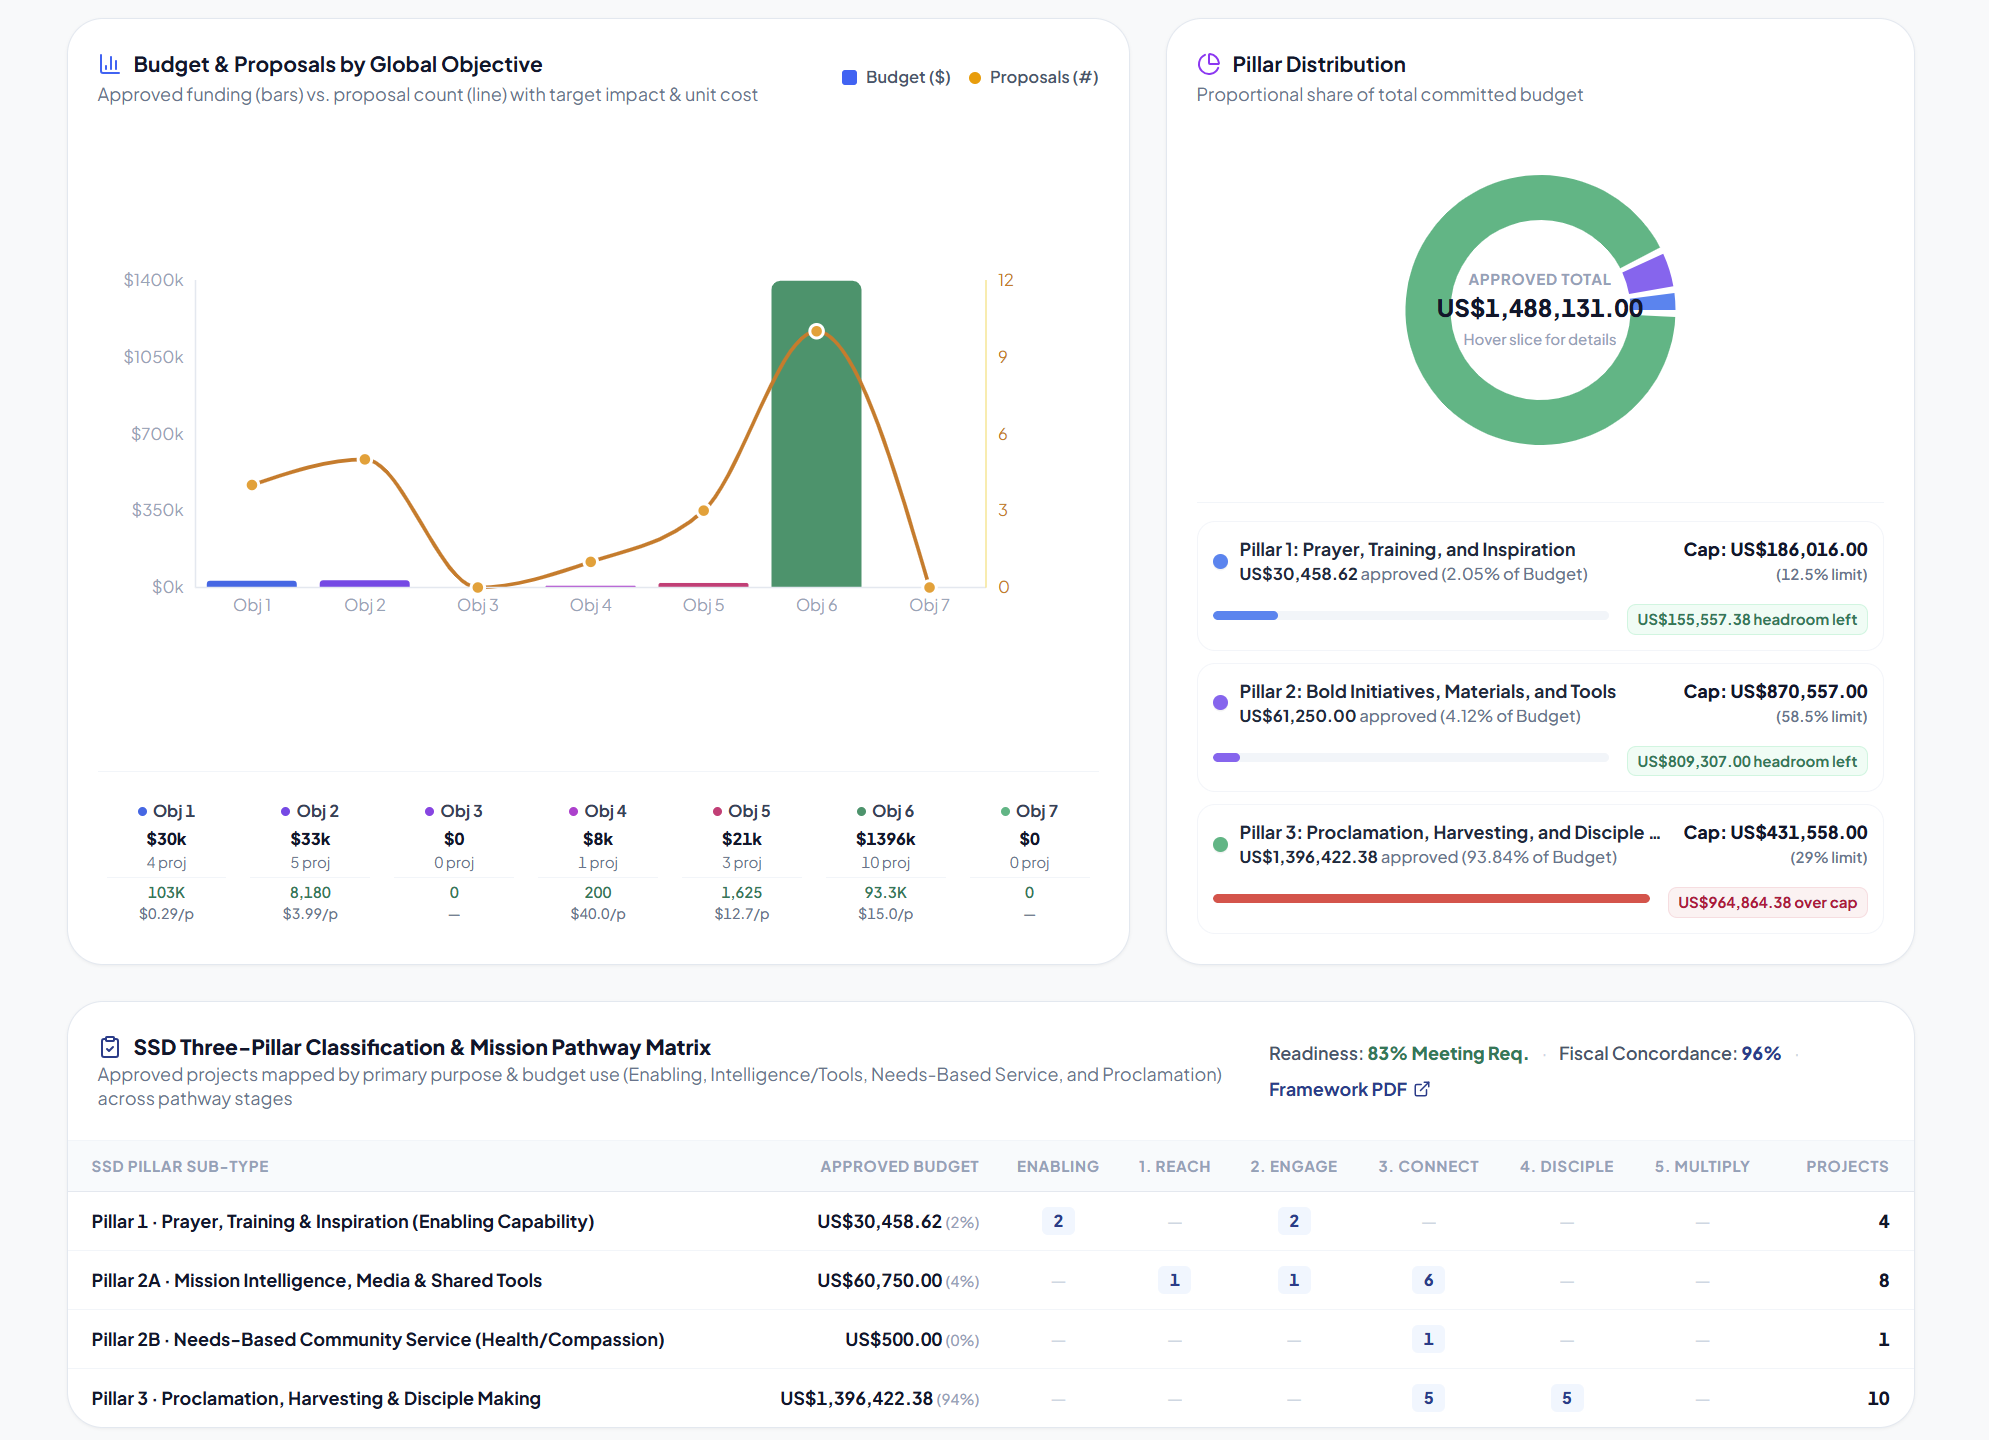 Budget & Proposals by Global Objective
Approved funding (bars) vs. proposal count (line) with target impact & unit cost
Budget ($) Proposals (#)
$1400k
$1050k
$700k
$350k
$0k
12
9
6
3
0
Obj 1 Obj 2 Obj 3 Obj 4 Obj 5 Obj 6 Obj 7
Obj 1 Obj 2 Obj 3 Obj 4 Obj 5 Obj 6 Obj 7
$30k $33k $0 $8k $21k $1396k $0
4 proj 5 proj 0 proj 1 proj 3 proj 10 proj 0 proj
103K 8,180 0 200 1,625 93.3K 0
$0.29/p $3.99/p — $40.0/p $12.7/p $15.0/p —
Pillar Distribution
Proportional share of total committed budget
APPROVED TOTAL
US$1,488,131.00
Hover slice for details
Pillar 1: Prayer, Training, and Inspiration Cap: US$186,016.00
US$30,458.62 approved (2.05% of Budget) (12.5% limit)
US$155,557.38 headroom left
Pillar 2: Bold Initiatives, Materials, and Tools Cap: US$870,557.00
US$61,250.00 approved (4.12% of Budget) (58.5% limit)
US$809,307.00 headroom left
Pillar 3: Proclamation, Harvesting, and Disciple ... Cap: US$431,558.00
US$1,396,422.38 approved (93.84% of Budget) (29% limit)
US$964,864.38 over cap
SSD Three-Pillar Classification & Mission Pathway Matrix
Approved projects mapped by primary purpose & budget use (Enabling, Intelligence/Tools, Needs-Based Service, and Proclamation)
across pathway stages
Readiness: 83% Meeting Req. · Fiscal Concordance: 96% ·
Framework PDF
SSD PILLAR SUB-TYPE APPROVED BUDGET ENABLING 1. REACH 2. ENGAGE 3. CONNECT 4. DISCIPLE 5. MULTIPLY PROJECTS
Pillar 1 · Prayer, Training & Inspiration (Enabling Capability) US$30,458.62 (2%) 2 — 2 — — — 4
Pillar 2A · Mission Intelligence, Media & Shared Tools US$60,750.00 (4%) — 1 1 6 — — 8
Pillar 2B · Needs-Based Community Service (Health/Compassion) US$500.00 (0%) — — — 1 — — 1
Pillar 3 · Proclamation, Harvesting & Disciple Making US$1,396,422.38 (94%) — — — 5 5 — 10